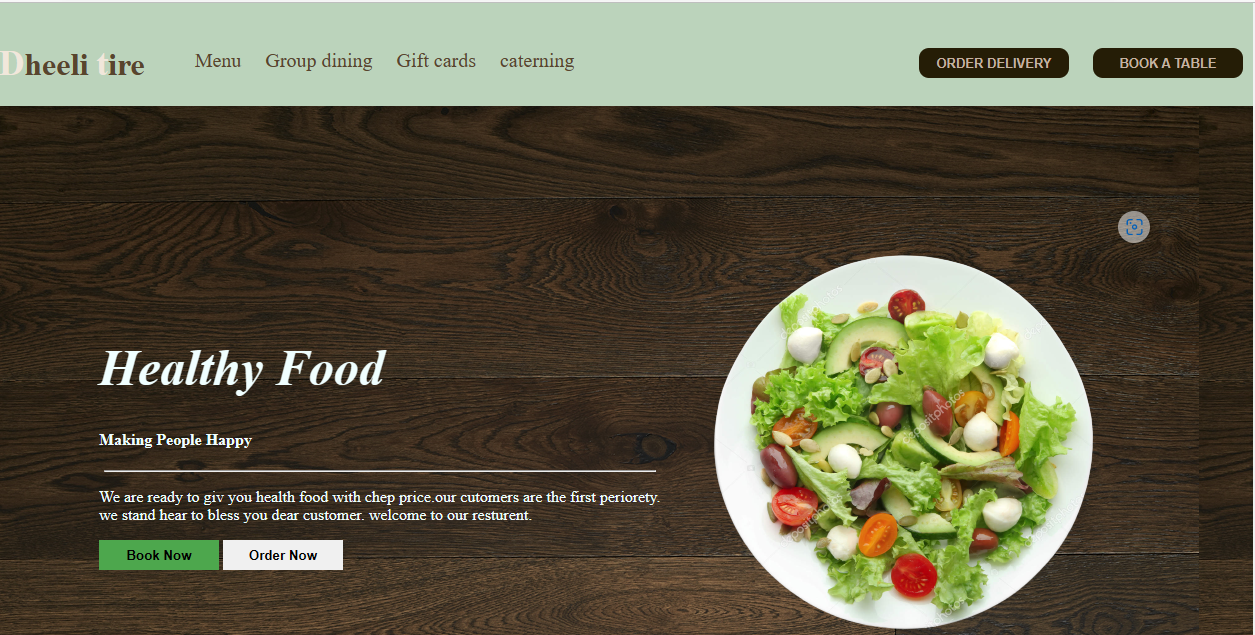 Dheeli tire
Menu Group dining Gift cards caterning
ORDER DELIVERY BOOK A TABLE
Healthy Food
Making People Happy
We are ready to giv you health food with chep price.our cutomers are the first periorety.
we stand hear to bless you dear customer. welcome to our resturent.
Book Now Order Now
depositphotos